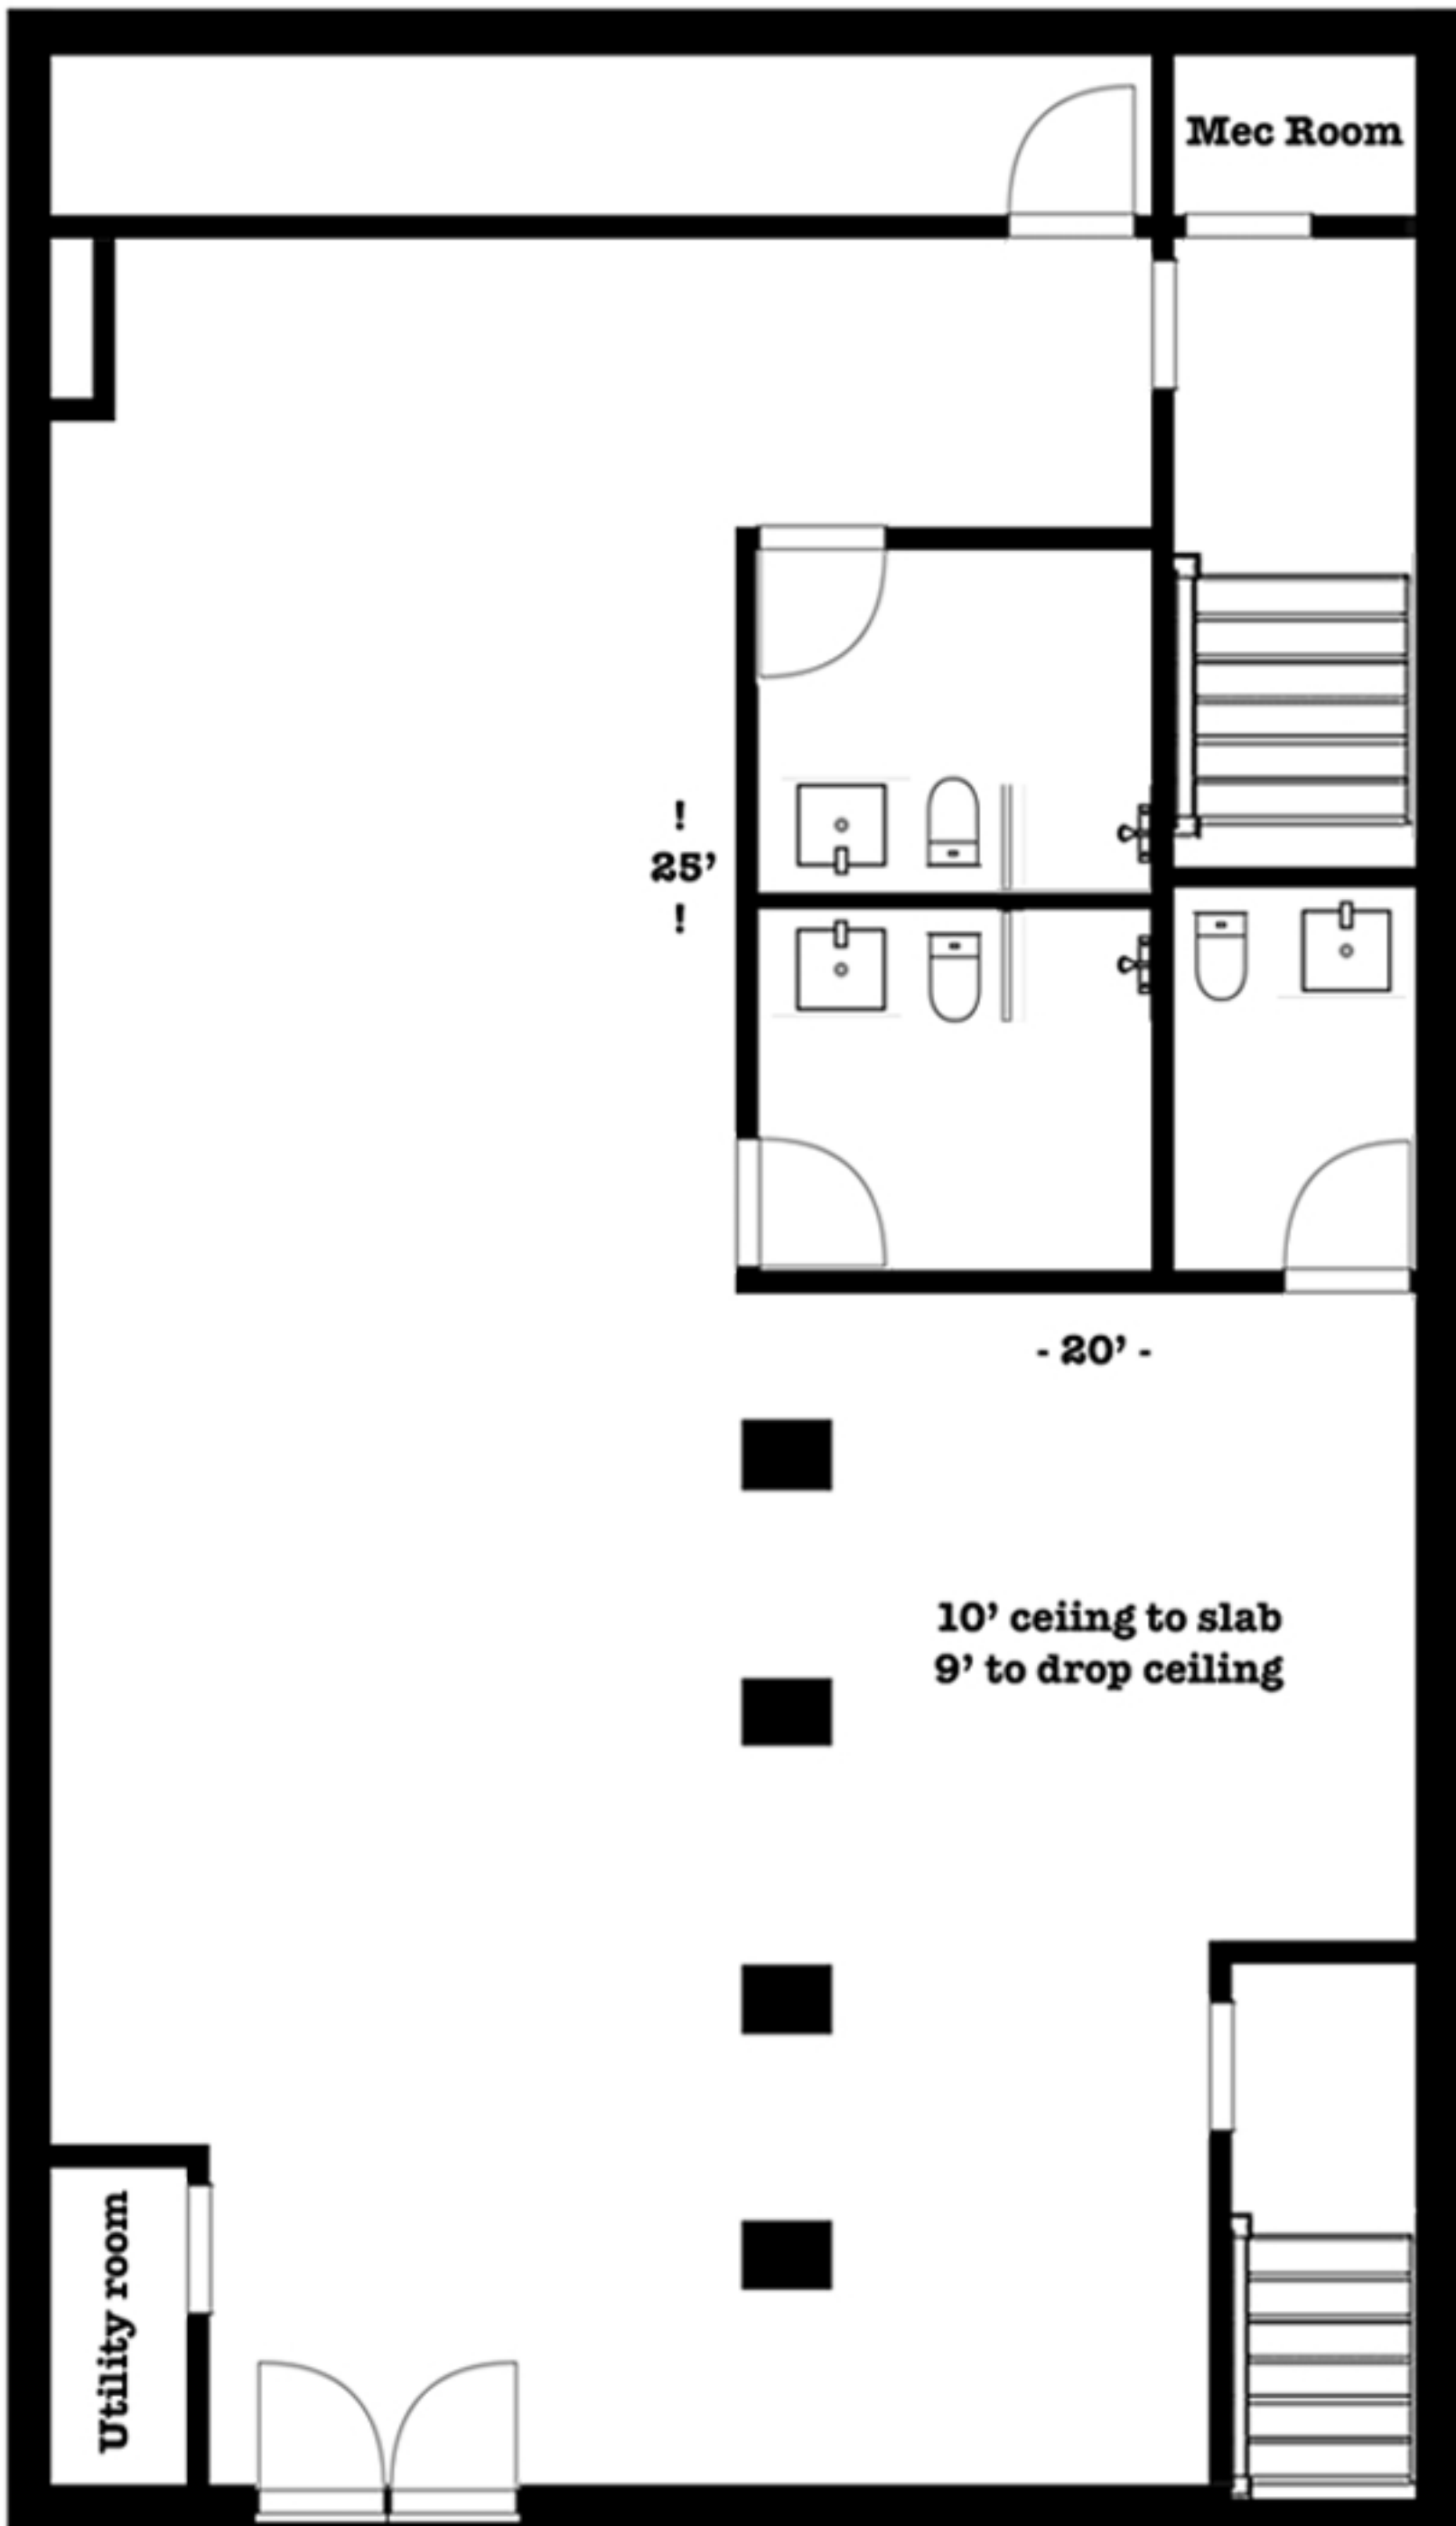 Mec Room
!
25’
!
- 20’ -
10’ ceiing to slab
9’ to drop ceiling
Utility room